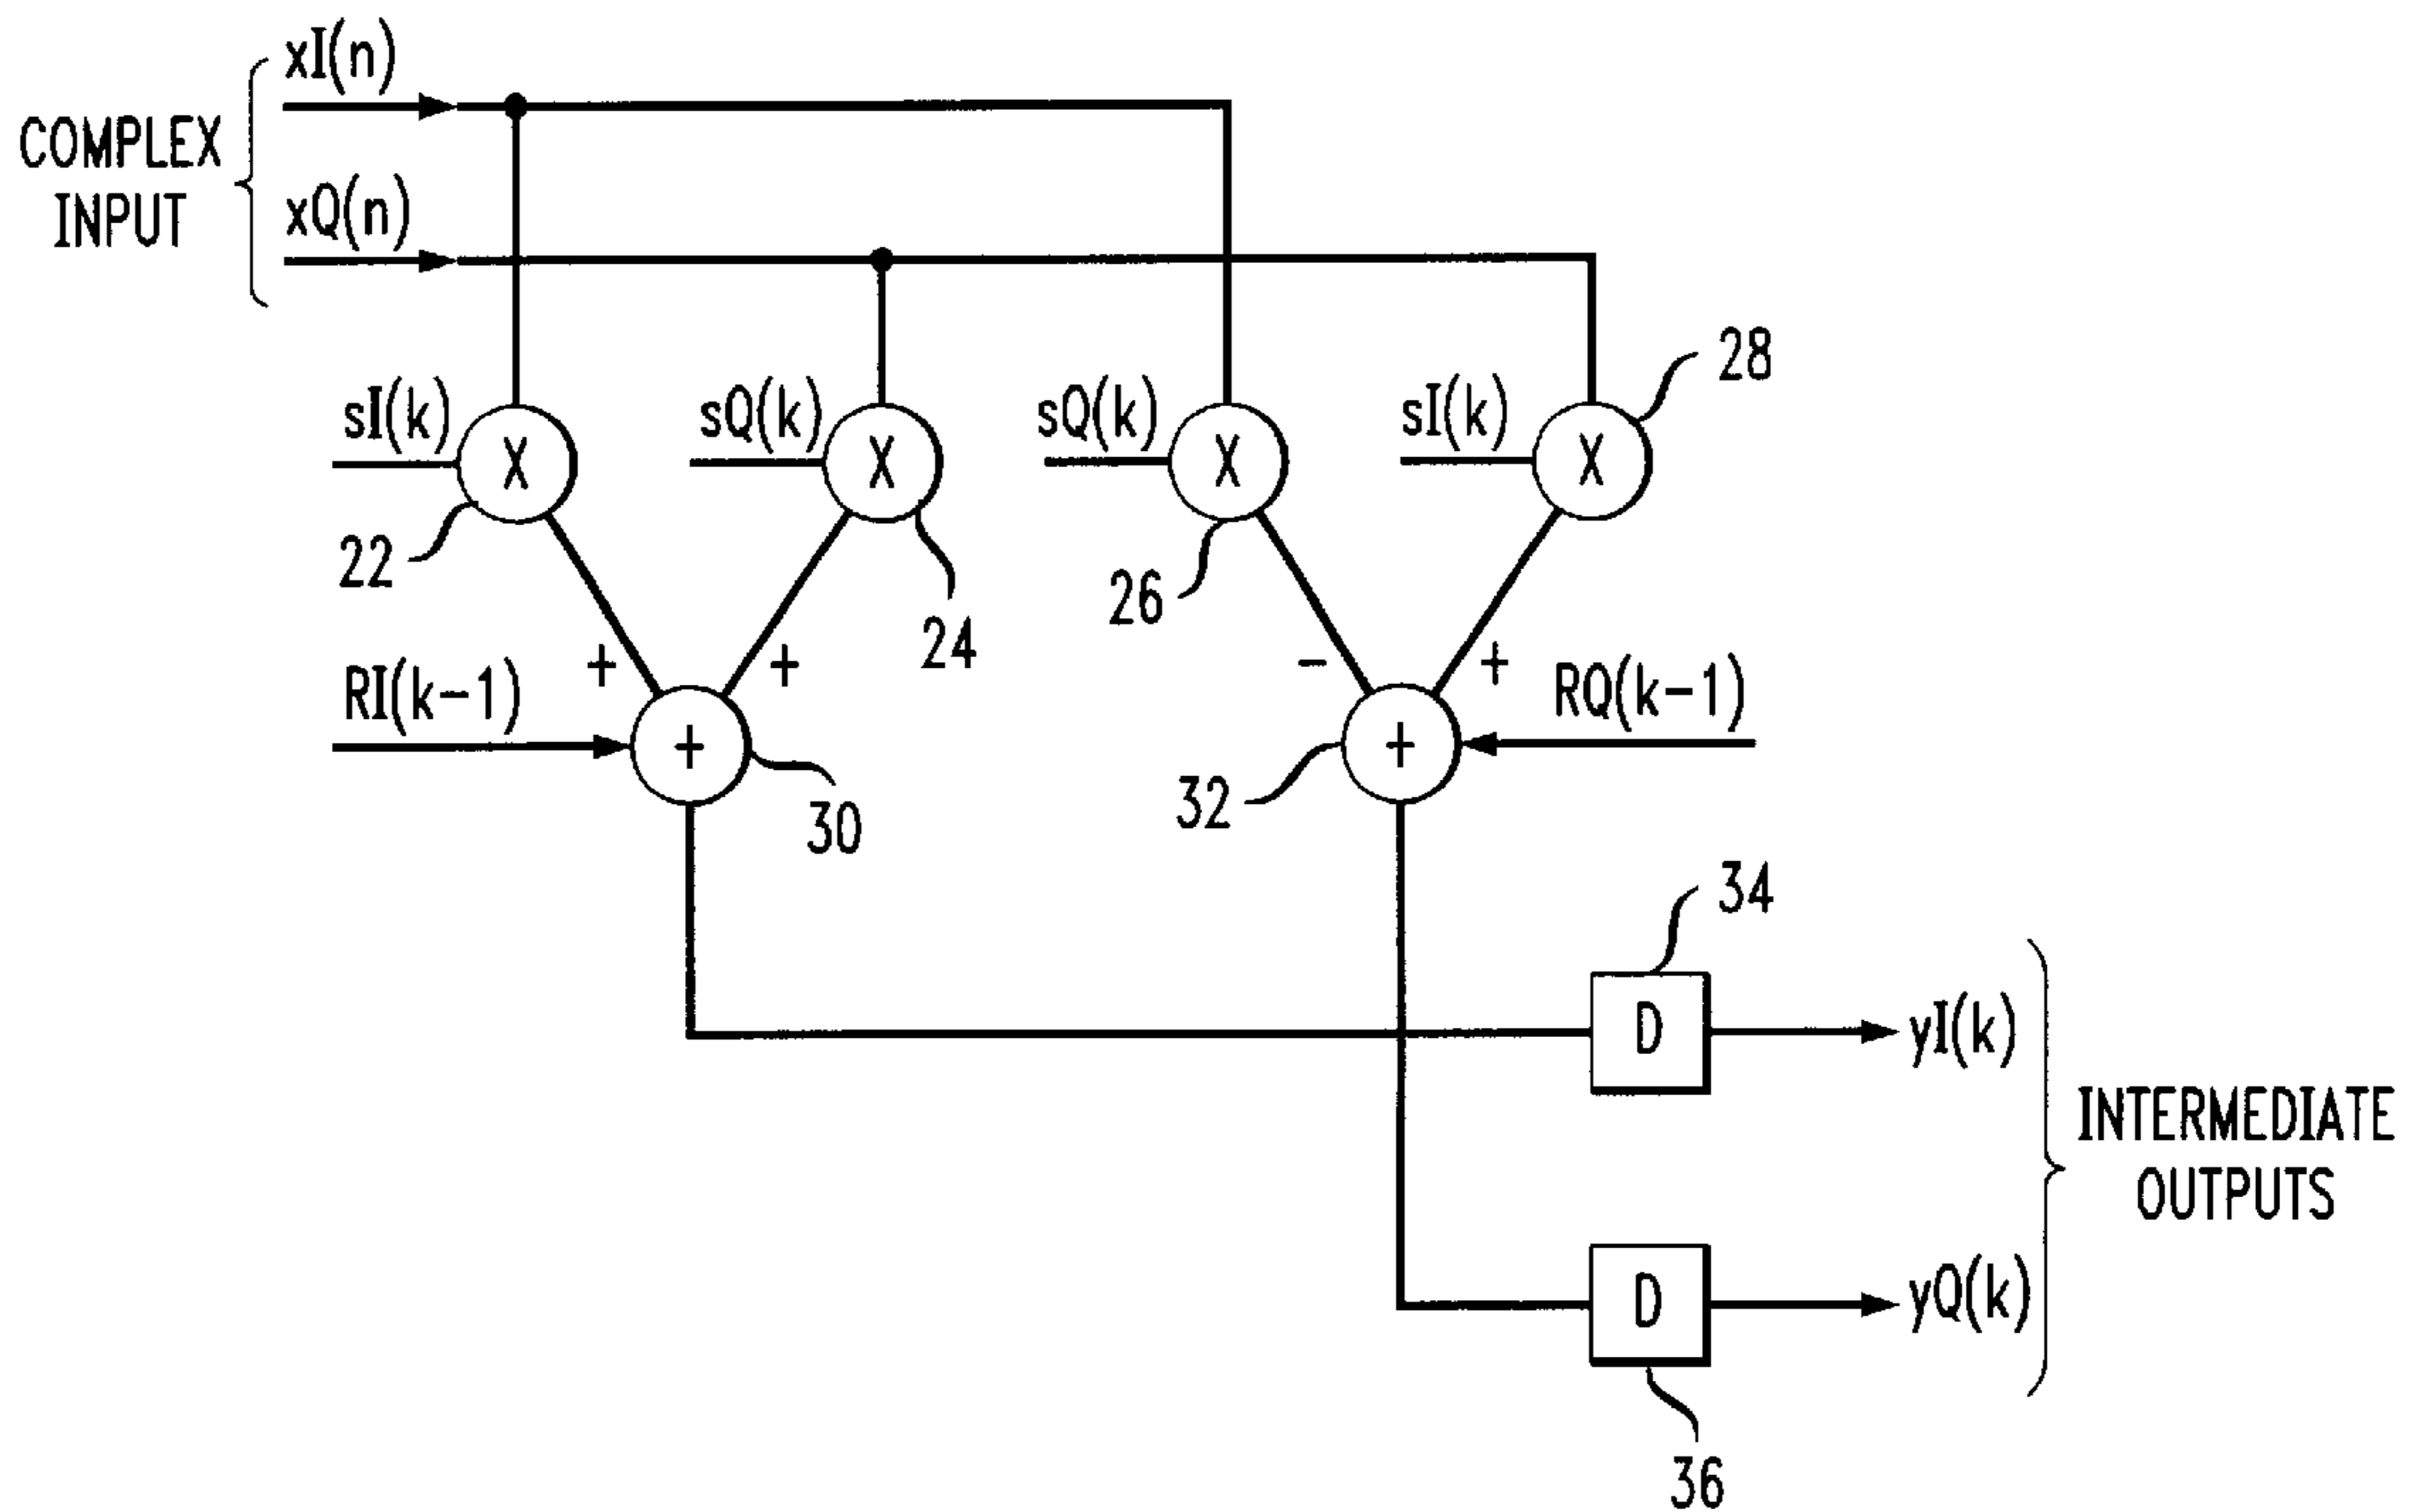 xI(n)
COMPLEX
INPUT
xQ(n)
sI(k)
sQ(k)
sQ(k)
sI(k)
28
X
X
X
X
22
24
26
+
+
-
+
RI(k-1)
RQ(k-1)
+
+
30
32
34
D
yI(k)
INTERMEDIATE
OUTPUTS
D
yQ(k)
36